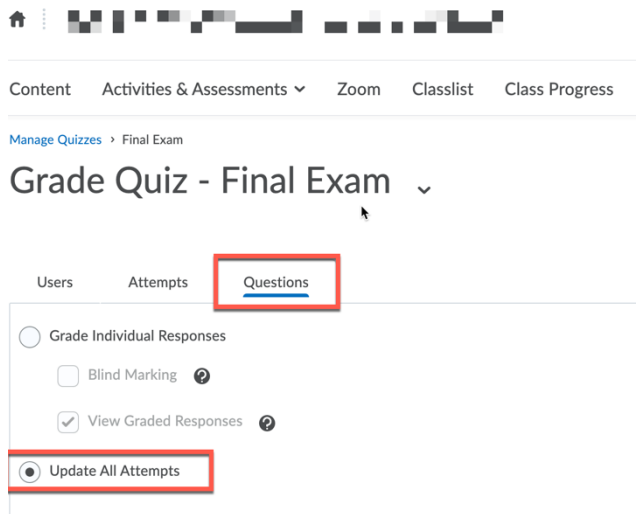 Content Activities & Assessments Zoom Classlist Class Progress
Manage Quizzes › Final Exam
Grade Quiz - Final Exam
Users Attempts Questions
Grade Individual Responses
Blind Marking ?
View Graded Responses ?
Update All Attempts